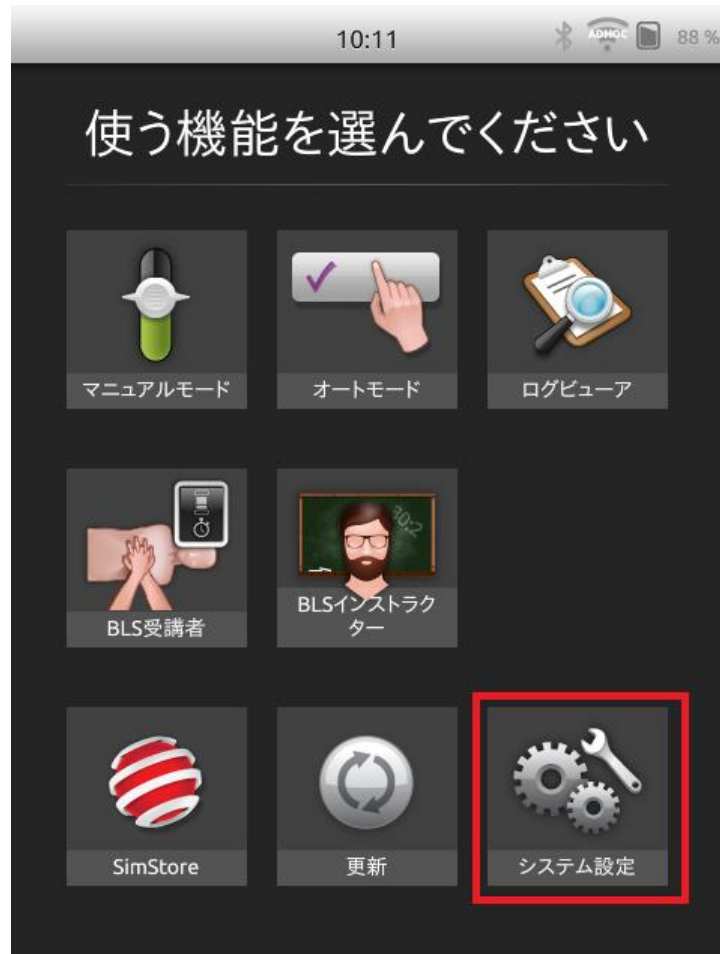 10:11
ADHOC
88 %
使う機能を選んでください
マニュアルモード
オートモード
ログビューア
BLS受講者
30:2
BLSインストラク
ター
SimStore
更新
システム設定